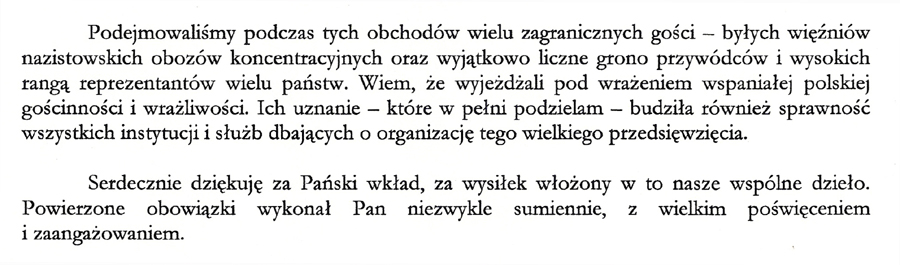 Podejmowaliśmy podczas tych obchodów wielu zagranicznych gości – byłych więźniów
nazistowskich obozów koncentracyjnych oraz wyjątkowo liczne grono przywódców i wysokich
rangą reprezentantów wielu państw. Wiem, że wyjeżdżali pod wrażeniem wspaniałej polskiej
gościnności i wrażliwości. Ich uznanie – które w pełni podzielam – budziła również sprawność
wszystkich instytucji i służb dbających o organizację tego wielkiego przedsięwzięcia.
Serdecznie dziękuję za Pański wkład, za wysiłek włożony w to nasze wspólne dzieło.
Powierzone obowiązki wykonał Pan niezwykle sumiennie, z wielkim poświęceniem
i zaangażowaniem.